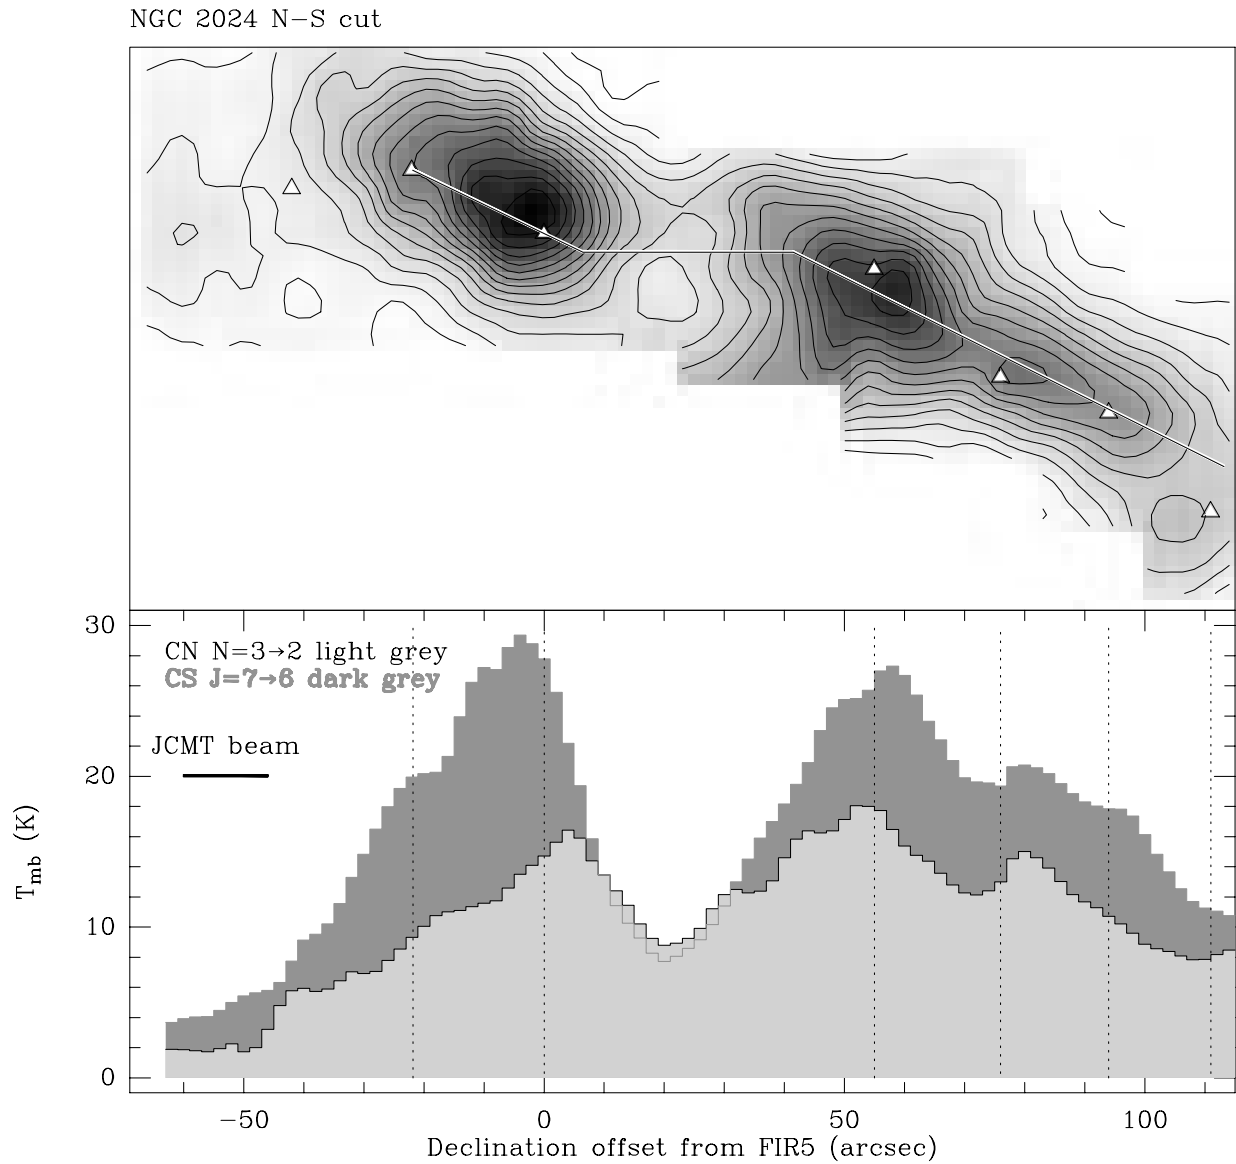 NGC 2024 N−S cut
30
CN N=3→2 light grey
CS J=7→6 dark grey
JCMT beam
20
T_mb (K)
10
0
−50 0 50 100
Declination offset from FIR5 (arcsec)